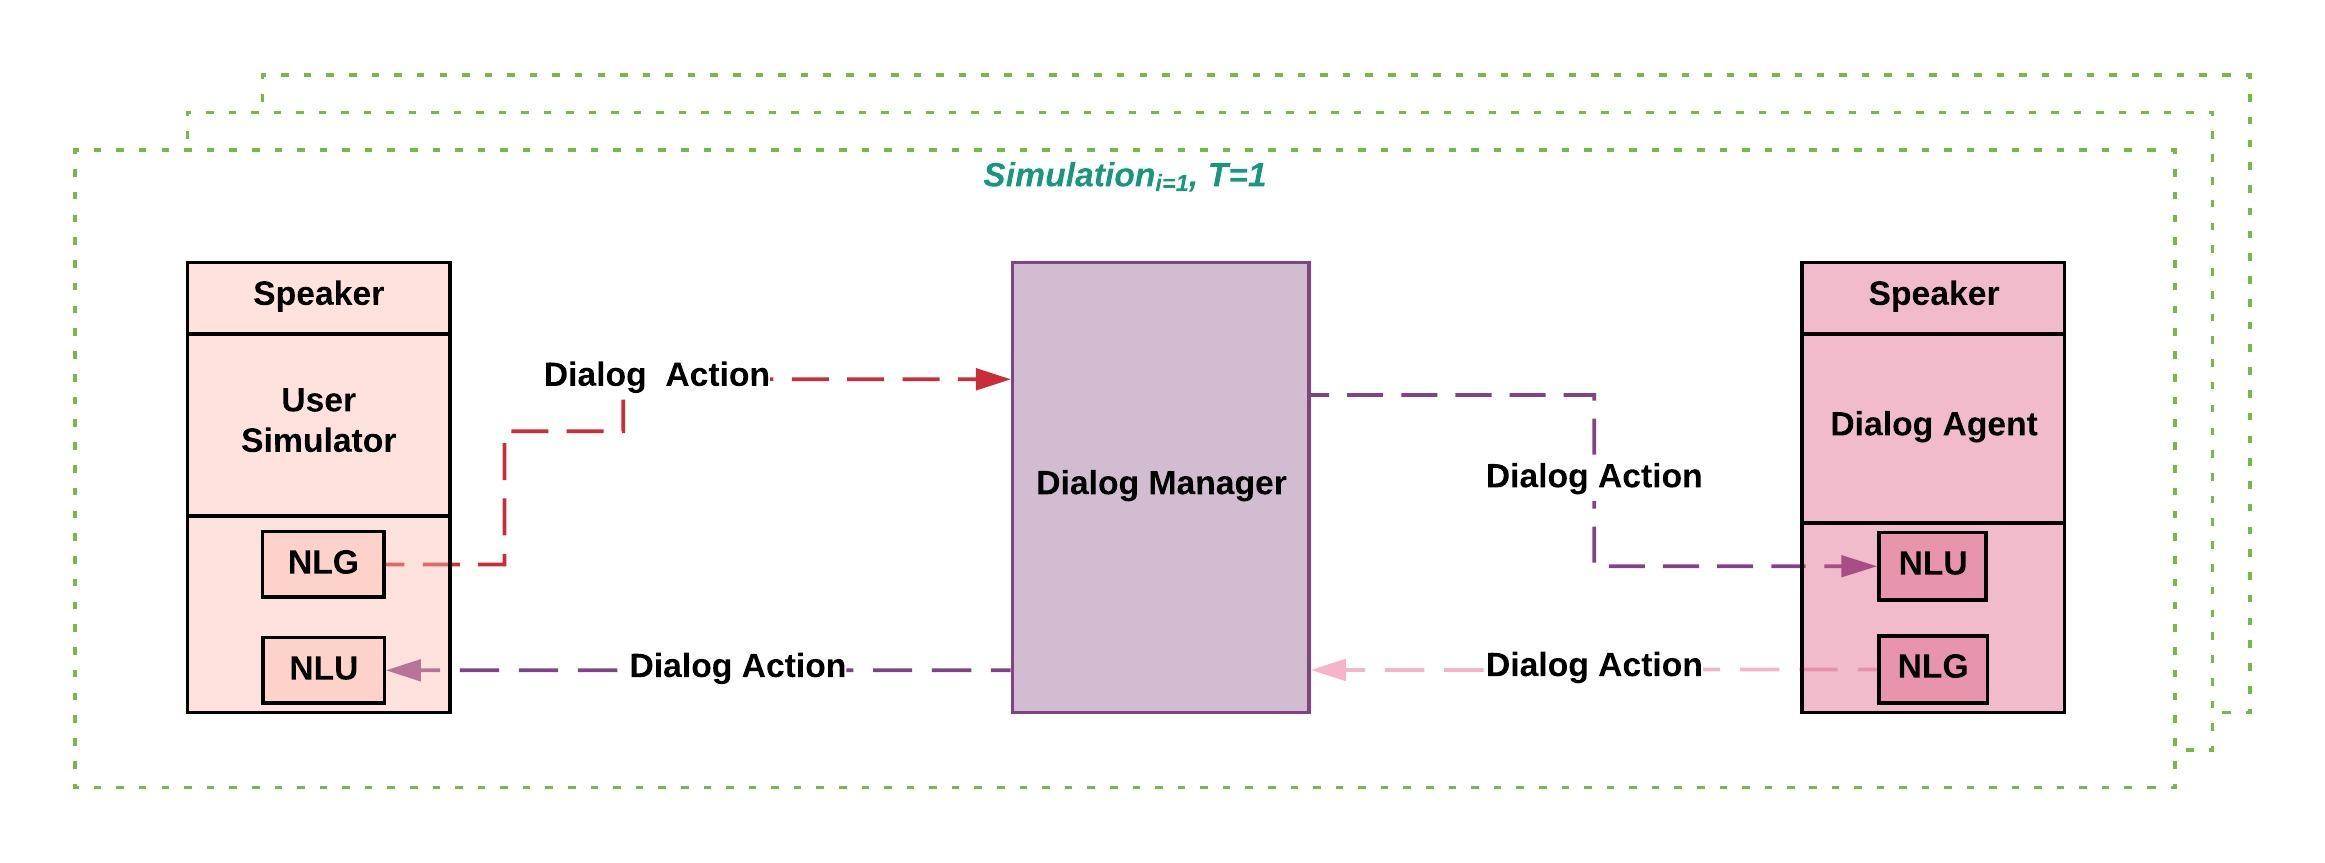 Simulationi=1, T=1
Speaker
User
Simulator
NLG
NLU
Dialog Action
Dialog Action
Dialog Manager
Dialog Action
Dialog Action
Speaker
Dialog Agent
NLU
NLG